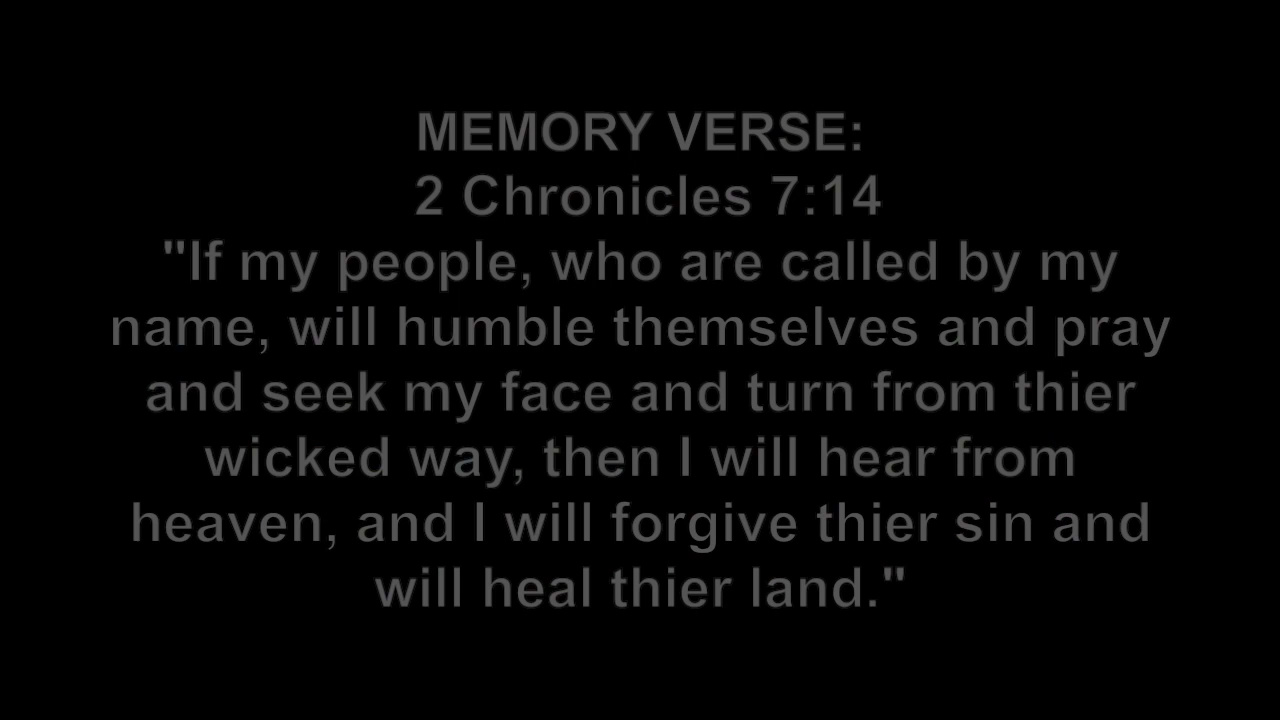 MEMORY VERSE:
2 Chronicles 7:14
"If my people, who are called by my
name, will humble themselves and pray
and seek my face and turn from thier
wicked way, then I will hear from
heaven, and I will forgive thier sin and
will heal thier land."